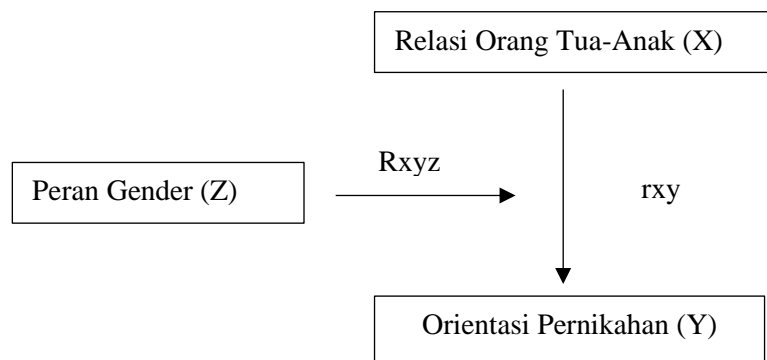 Relasi Orang Tua-Anak (X)
Rxyz
Peran Gender (Z)
rxy
Orientasi Pernikahan (Y)